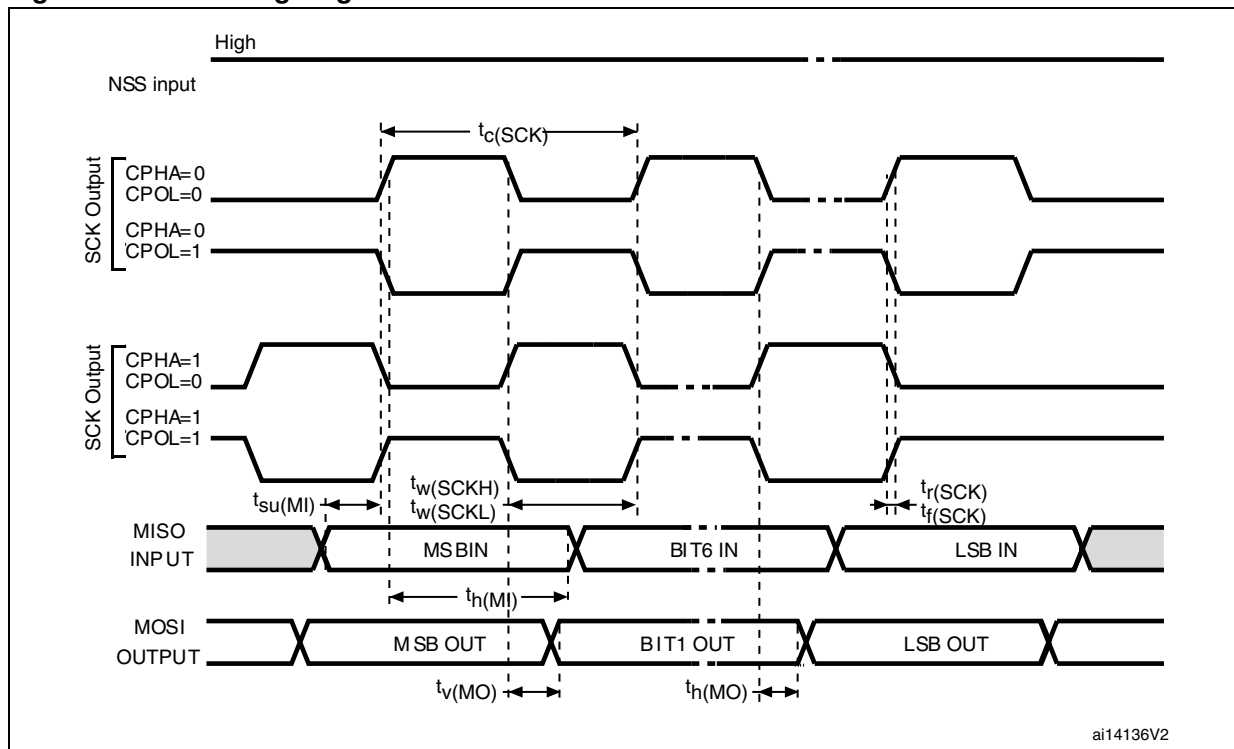 High
NSS input
tc(SCK)
SCK Output
CPHA=0
CPOL=0
CPHA=0
CPOL=1
SCK Output
CPHA=1
CPOL=0
CPHA=1
CPOL=1
tsu(MI)
tw(SCKH)
tw(SCKL)
tr(SCK)
tf(SCK)
MISO
INPUT
MSBIN
BIT6 IN
LSB IN
th(MI)
MOSI
OUTPUT
MSB OUT
BIT1 OUT
LSB OUT
tv(MO)
th(MO)
ai14136V2